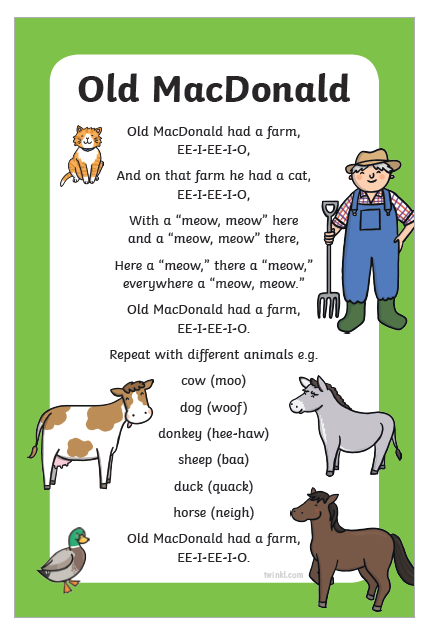 Old MacDonald
Old MacDonald had a farm,
EE-I-EE-I-O,
And on that farm he had a cat,
EE-I-EE-I-O,
With a “meow, meow” here
and a “meow, meow” there,
Here a “meow,” there a “meow,”
everywhere a “meow, meow.”
Old MacDonald had a farm,
EE-I-EE-I-O.
Repeat with different animals e.g.
cow (moo)
dog (woof)
donkey (hee-haw)
sheep (baa)
duck (quack)
horse (neigh)
Old MacDonald had a farm,
EE-I-EE-I-O.
twinkl.com